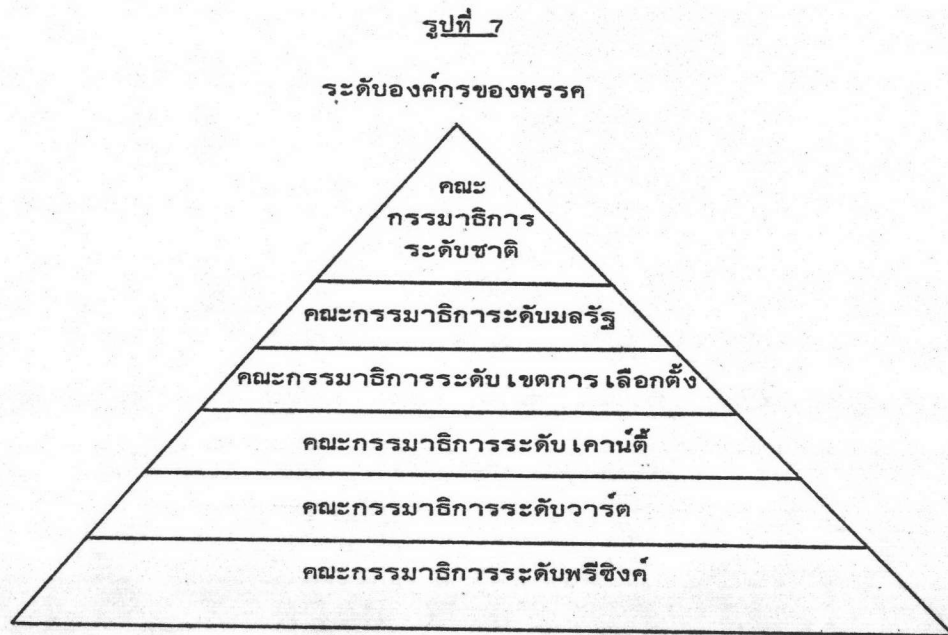 รูปที่ 7
ระดับองค์กรของพรรค
คณะ
กรรมาธิการ
ระดับชาติ
คณะกรรมาธิการะดับมลรัฐ
คณะกรรมาธิการระดับเขตการเลือกตั้ง
คณะกรรมาธิการระดับเคาน์ตี้
คณะกรรมาธิการระดับวาร์ต
คณะกรรมาธิการระดับพรีซิงค์